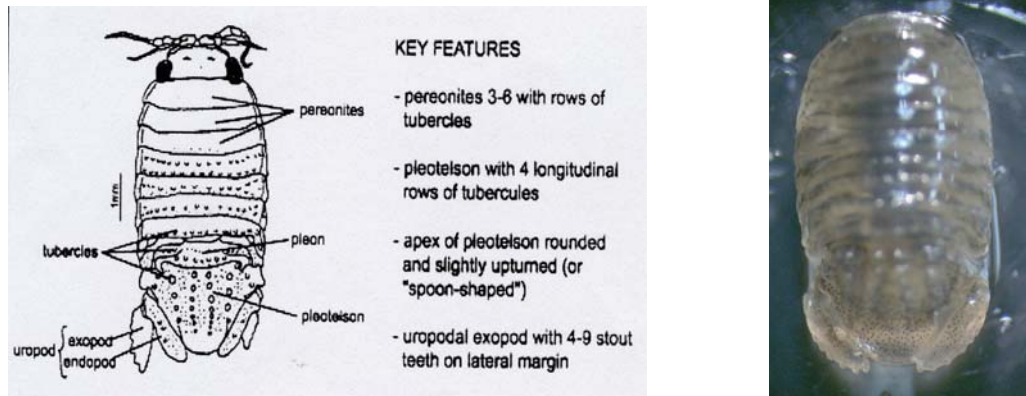 KEY FEATURES
- pereonites 3-6 with rows of
tubercles
- pleotelson with 4 longitudinal
rows of tubercules
- apex of pleotelson rounded
and slightly upturned (or
"spoon-shaped")
- uropodal exopod with 4-9 stout
teeth on lateral margin
pereonites
1mm
tubercles
pleon
pleotelson
uropod
exopod
endopod